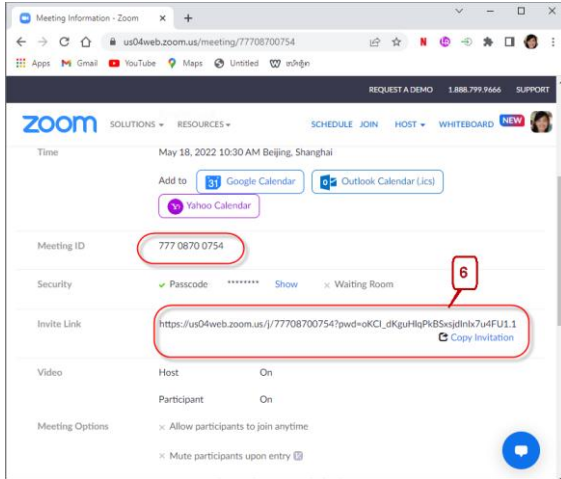 Meeting Information - Zoom
us04web.zoom.us/meeting/77708700754
Apps Gmail YouTube Maps Untitled
REQUEST A DEMO 1.888.799.9666 SUPPORT
zoom SOLUTIONS RESOURCES SCHEDULE JOIN HOST WHITEBOARD NEW
Time May 18, 2022 10:30 AM Beijing, Shanghai
Add to 31 Google Calendar Outlook Calendar (.ics)
Yahoo Calendar
Meeting ID 777 0870 0754
6
Security Passcode ******** Show Waiting Room
Invite Link https://us04web.zoom.us/j/77708700754?pwd=oKCI_dKguHlqPkBSxsjdInIx7u4FU1.1
Copy Invitation
Video Host On
Participant On
Meeting Options Allow participants to join anytime
Mute participants upon entry